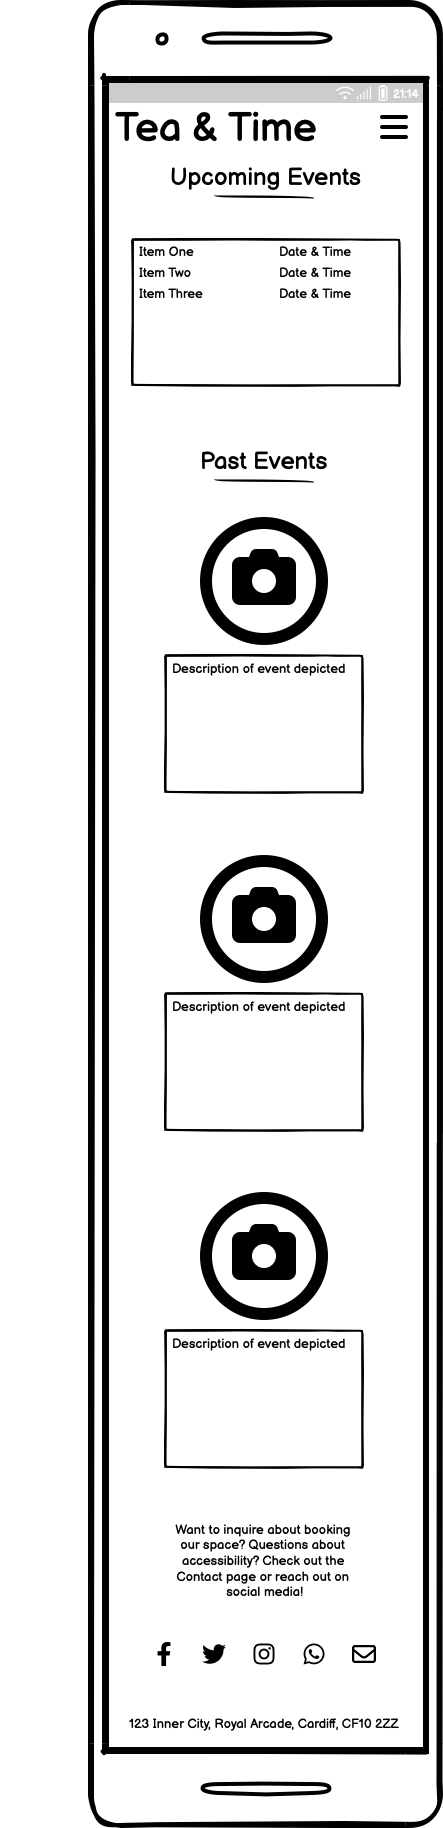 21:14
Tea & Time
Upcoming Events
Item One Date & Time
Item Two Date & Time
Item Three Date & Time
Past Events
Description of event depicted
Description of event depicted
Description of event depicted
Want to inquire about booking
our space? Questions about
accessibility? Check out the
Contact page or reach out on
social media!
123 Inner City, Royal Arcade, Cardiff, CF10 2ZZ